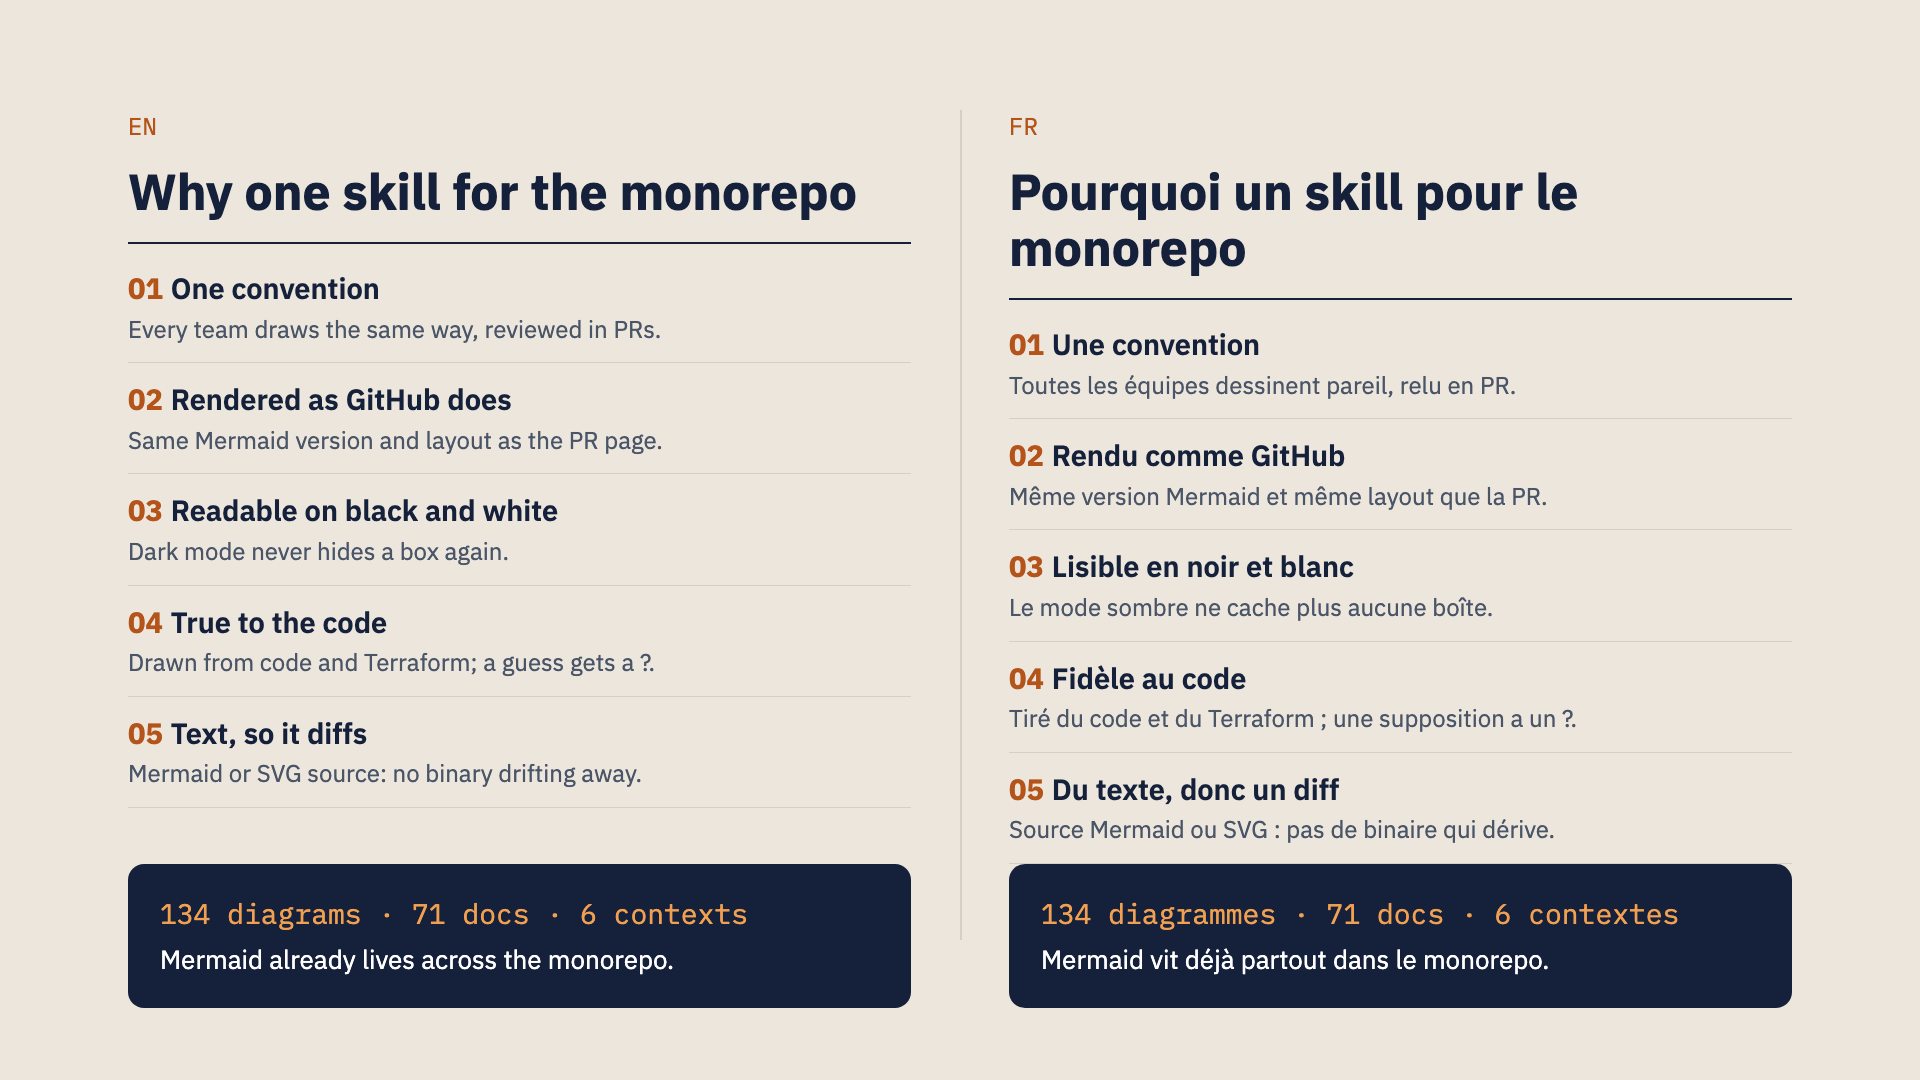 EN
Why one skill for the monorepo
01 One convention
Every team draws the same way, reviewed in PRs.
02 Rendered as GitHub does
Same Mermaid version and layout as the PR page.
03 Readable on black and white
Dark mode never hides a box again.
04 True to the code
Drawn from code and Terraform; a guess gets a ?.
05 Text, so it diffs
Mermaid or SVG source: no binary drifting away.
134 diagrams · 71 docs · 6 contexts
Mermaid already lives across the monorepo.
FR
Pourquoi un skill pour le
monorepo
01 Une convention
Toutes les équipes dessinent pareil, relu en PR.
02 Rendu comme GitHub
Même version Mermaid et même layout que la PR.
03 Lisible en noir et blanc
Le mode sombre ne cache plus aucune boîte.
04 Fidèle au code
Tiré du code et du Terraform ; une supposition a un ?.
05 Du texte, donc un diff
Source Mermaid ou SVG : pas de binaire qui dérive.
134 diagrammes · 71 docs · 6 contextes
Mermaid vit déjà partout dans le monorepo.